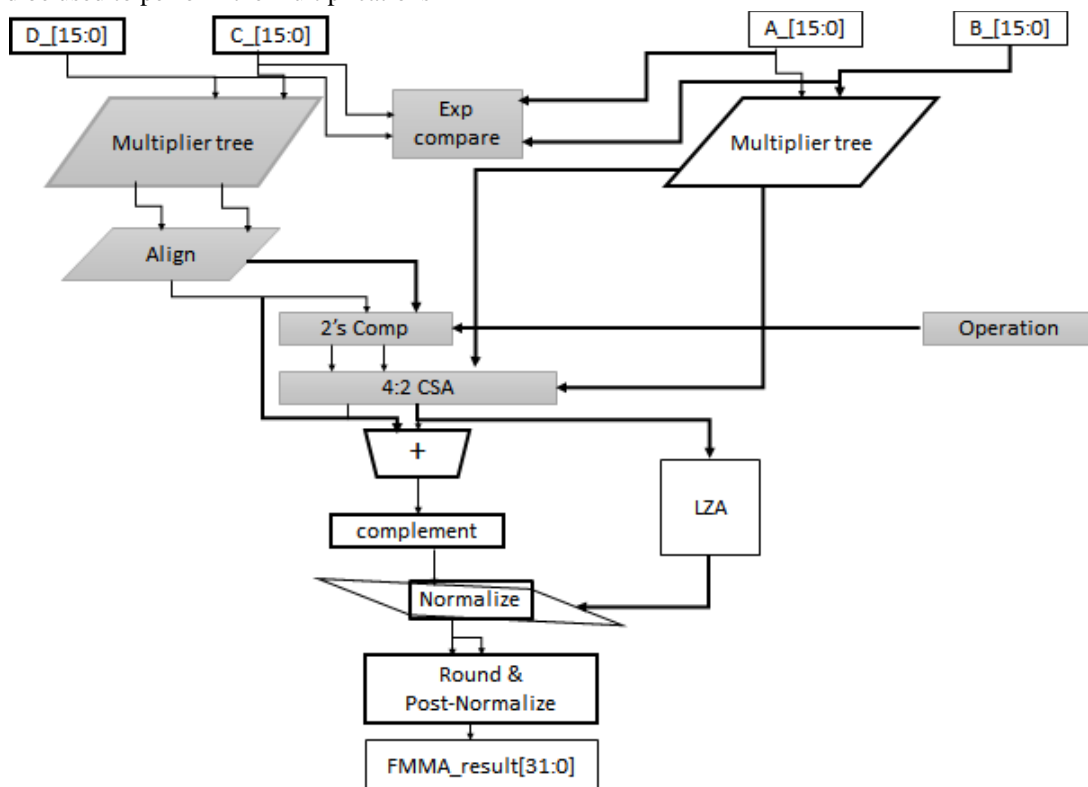 D_[15:0]
C_[15:0]
A_[15:0]
B_[15:0]
Exp
compare
Multiplier tree
Multiplier tree
Align
2's Comp
Operation
4:2 CSA
+
LZA
complement
Normalize
Round &
Post-Normalize
FMMA_result[31:0]